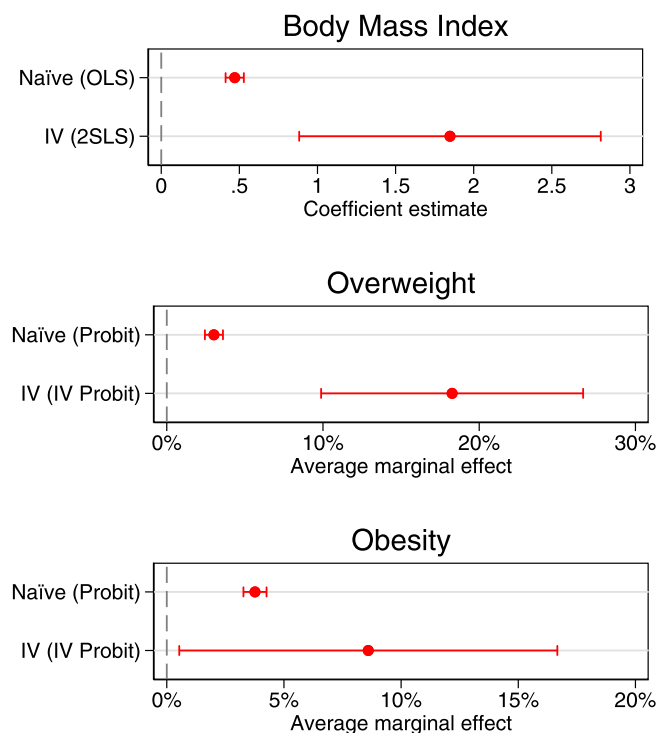 Body Mass Index
Naïve (OLS)
IV (2SLS)
0 .5 1 1.5 2 2.5 3
Coefficient estimate
Overweight
Naïve (Probit)
IV (IV Probit)
0% 10% 20% 30%
Average marginal effect
Obesity
Naïve (Probit)
IV (IV Probit)
0% 5% 10% 15% 20%
Average marginal effect